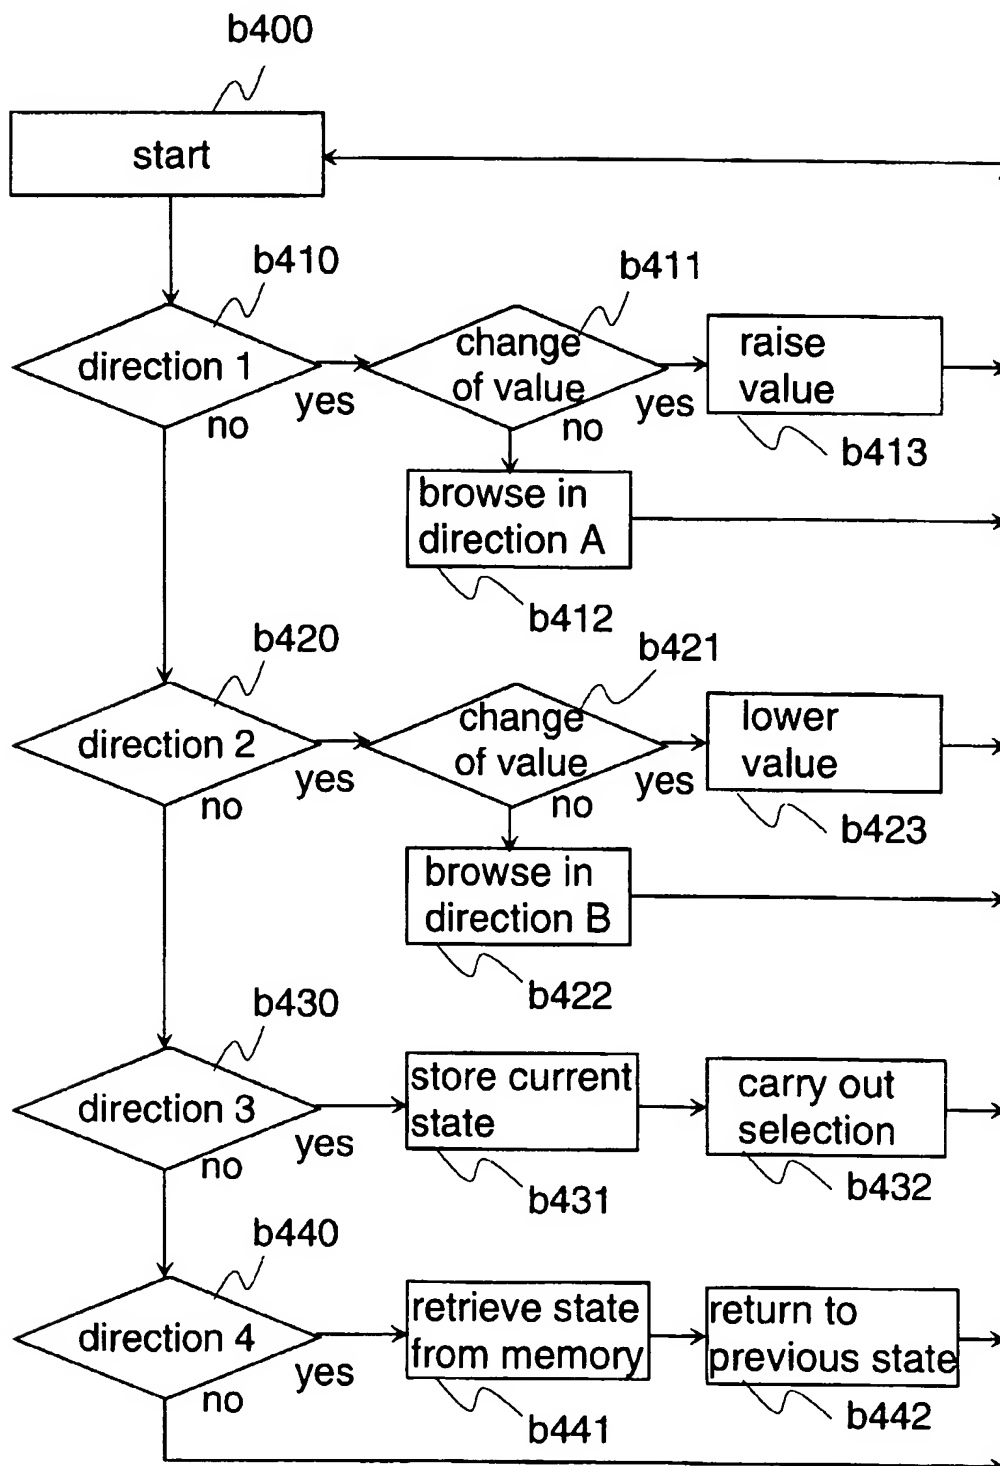 b400
start
b410
direction 1
yes
no
b411
change
of value
yes
no
raise
value
b413
browse in
direction A
b412
b420
direction 2
yes
no
b421
change
of value
yes
no
lower
value
b423
browse in
direction B
b422
b430
direction 3
yes
no
store current
state
b431
carry out
selection
b432
b440
direction 4
yes
no
retrieve state
from memory
b441
return to
previous state
b442